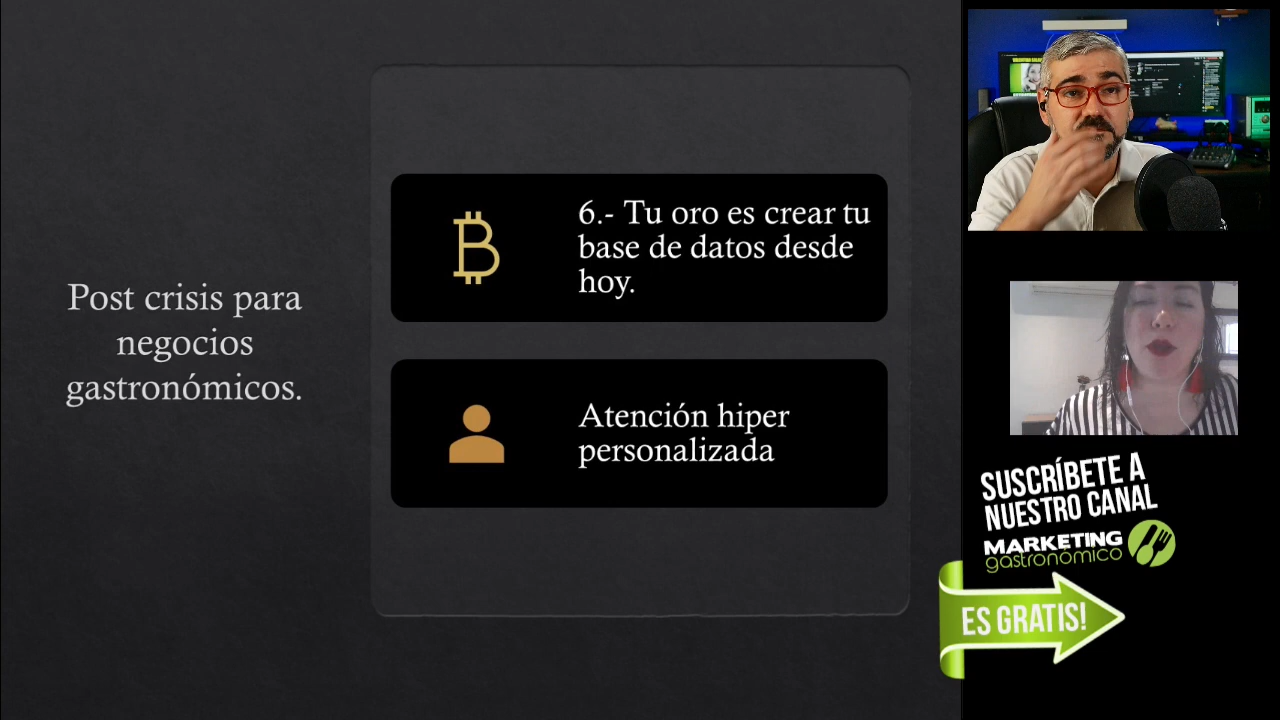 Post crisis para
negocios
gastronómicos.
6.- Tu oro es crear tu
base de datos desde
hoy.
Atención hiper
personalizada
SUSCRÍBETE A
NUESTRO CANAL
MARKETING
gastronómico
ES GRATIS!